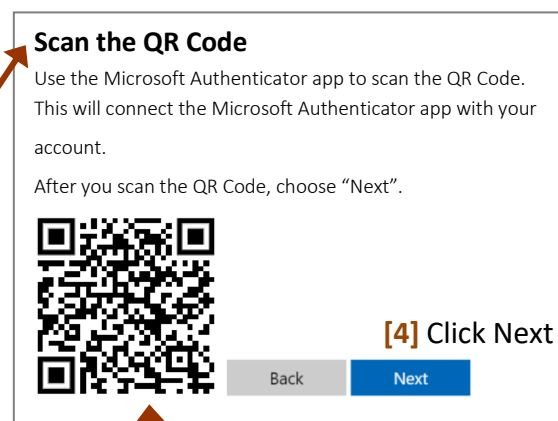 Scan the QR Code
Use the Microsoft Authenticator app to scan the QR Code.
This will connect the Microsoft Authenticator app with your
account.
After you scan the QR Code, choose “Next”.
[4] Click Next
Back
Next